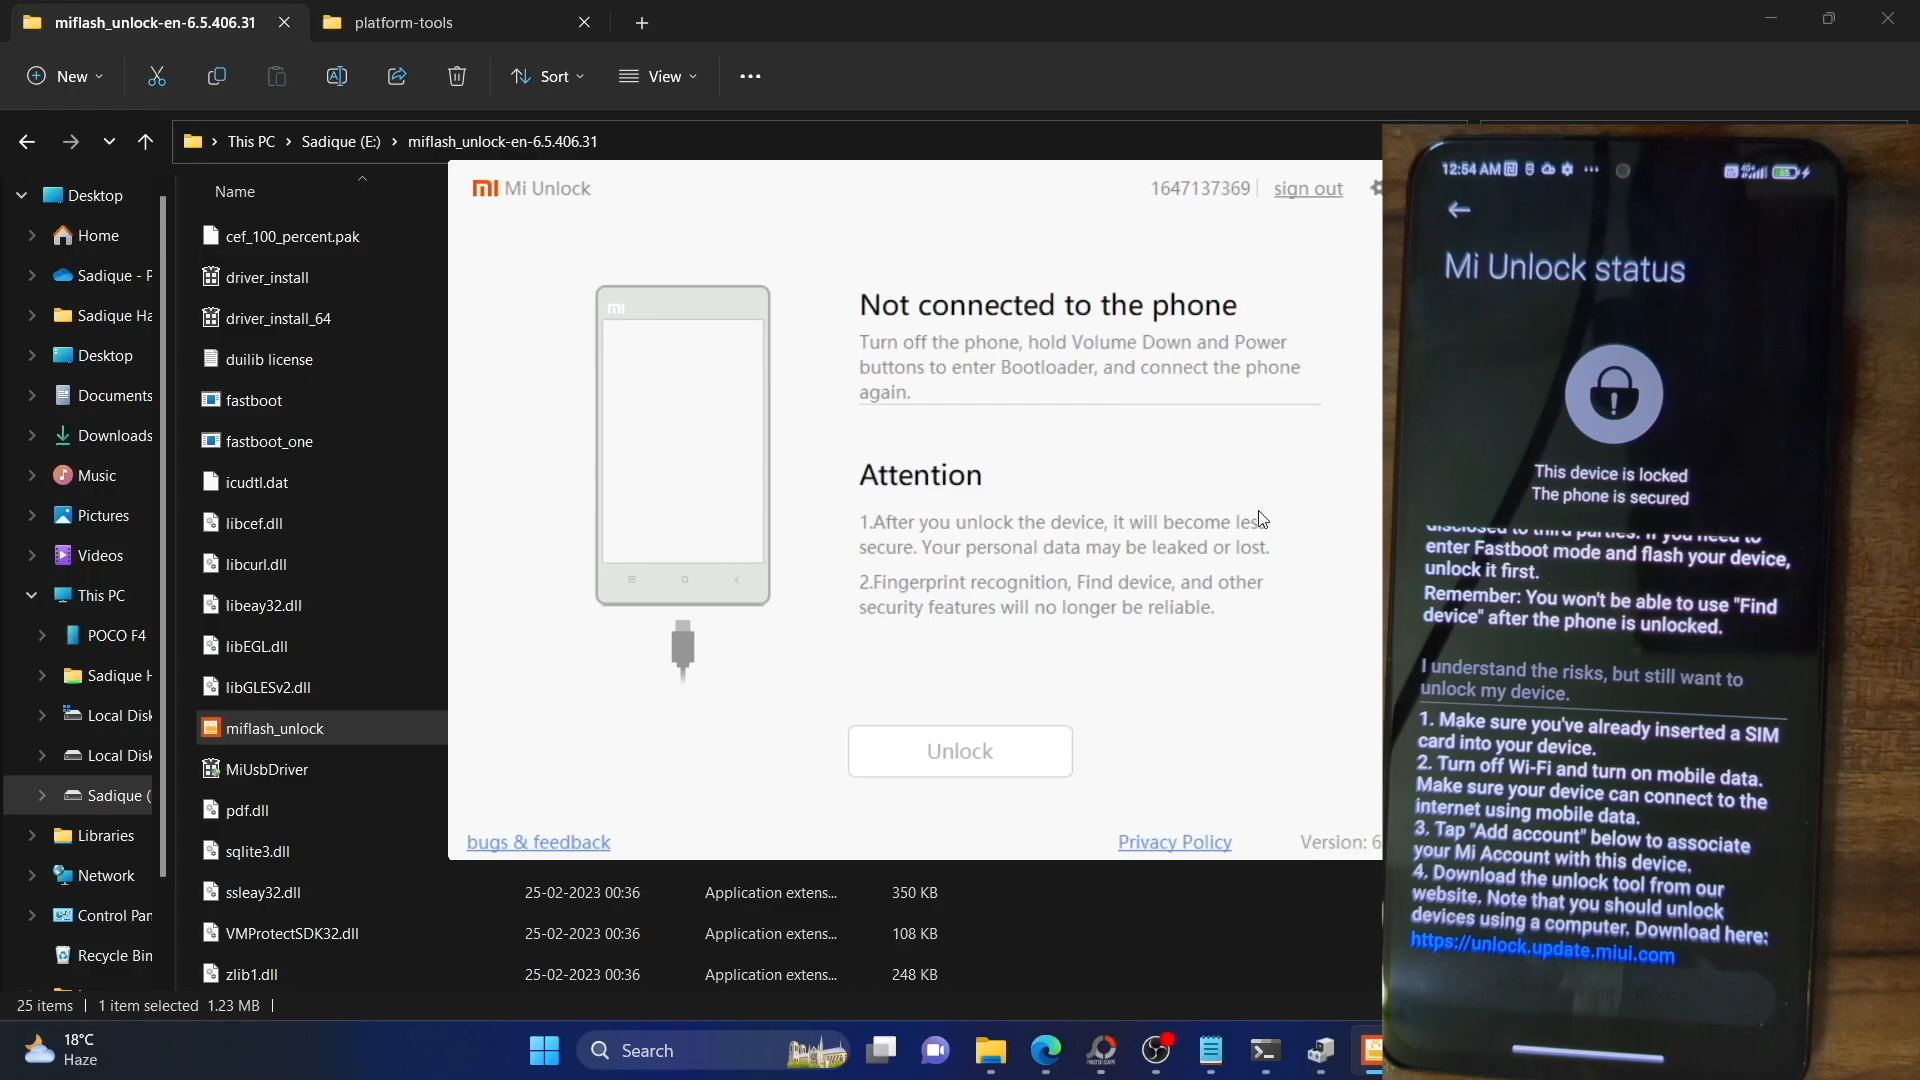 miflash_unlock-en-6.5.406.31
platform-tools
New
Sort
View
This PC > Sadique (E:) > miflash_unlock-en-6.5.406.31
Desktop
Home
Sadique - P
Sadique Ha
Desktop
Documents
Downloads
Music
Pictures
Videos
This PC
POCO F4
Sadique H
Local Disk
Local Disk
Sadique (
Libraries
Network
Control Pan
Recycle Bin
Name
cef_100_percent.pak
driver_install
driver_install_64
duilib license
fastboot
fastboot_one
icudtl.dat
libcef.dll
libcurl.dll
libeay32.dll
libEGL.dll
libGLESv2.dll
miflash_unlock
MiUsbDriver
pdf.dll
sqlite3.dll
ssleay32.dll 25-02-2023 00:36 Application extens... 350 KB
VMProtectSDK32.dll 25-02-2023 00:36 Application extens... 108 KB
zlib1.dll 25-02-2023 00:36 Application extens... 248 KB
25 items 1 item selected 1.23 MB
mi Mi Unlock
1647137369 sign out
mi
Not connected to the phone
Turn off the phone, hold Volume Down and Power
buttons to enter Bootloader, and connect the phone
again.
Attention
1.After you unlock the device, it will become less
secure. Your personal data may be leaked or lost.
2.Fingerprint recognition, Find device, and other
security features will no longer be reliable.
Unlock
bugs & feedback
Privacy Policy
Version: 6
12:54 AM
Mi Unlock status
This device is locked
The phone is secured
disclosed to third parties. If you need to
enter Fastboot mode and flash your device,
unlock it first.
Remember: You won't be able to use "Find
device" after the phone is unlocked.
I understand the risks, but still want to
unlock my device.
1. Make sure you've already inserted a SIM
card into your device.
2. Turn off Wi-Fi and turn on mobile data.
Make sure your device can connect to the
internet using mobile data.
3. Tap "Add account" below to associate
your Mi Account with this device.
4. Download the unlock tool from our
website. Note that you should unlock
devices using a computer. Download here:
https://unlock.update.miui.com
18°C
Haze
Search